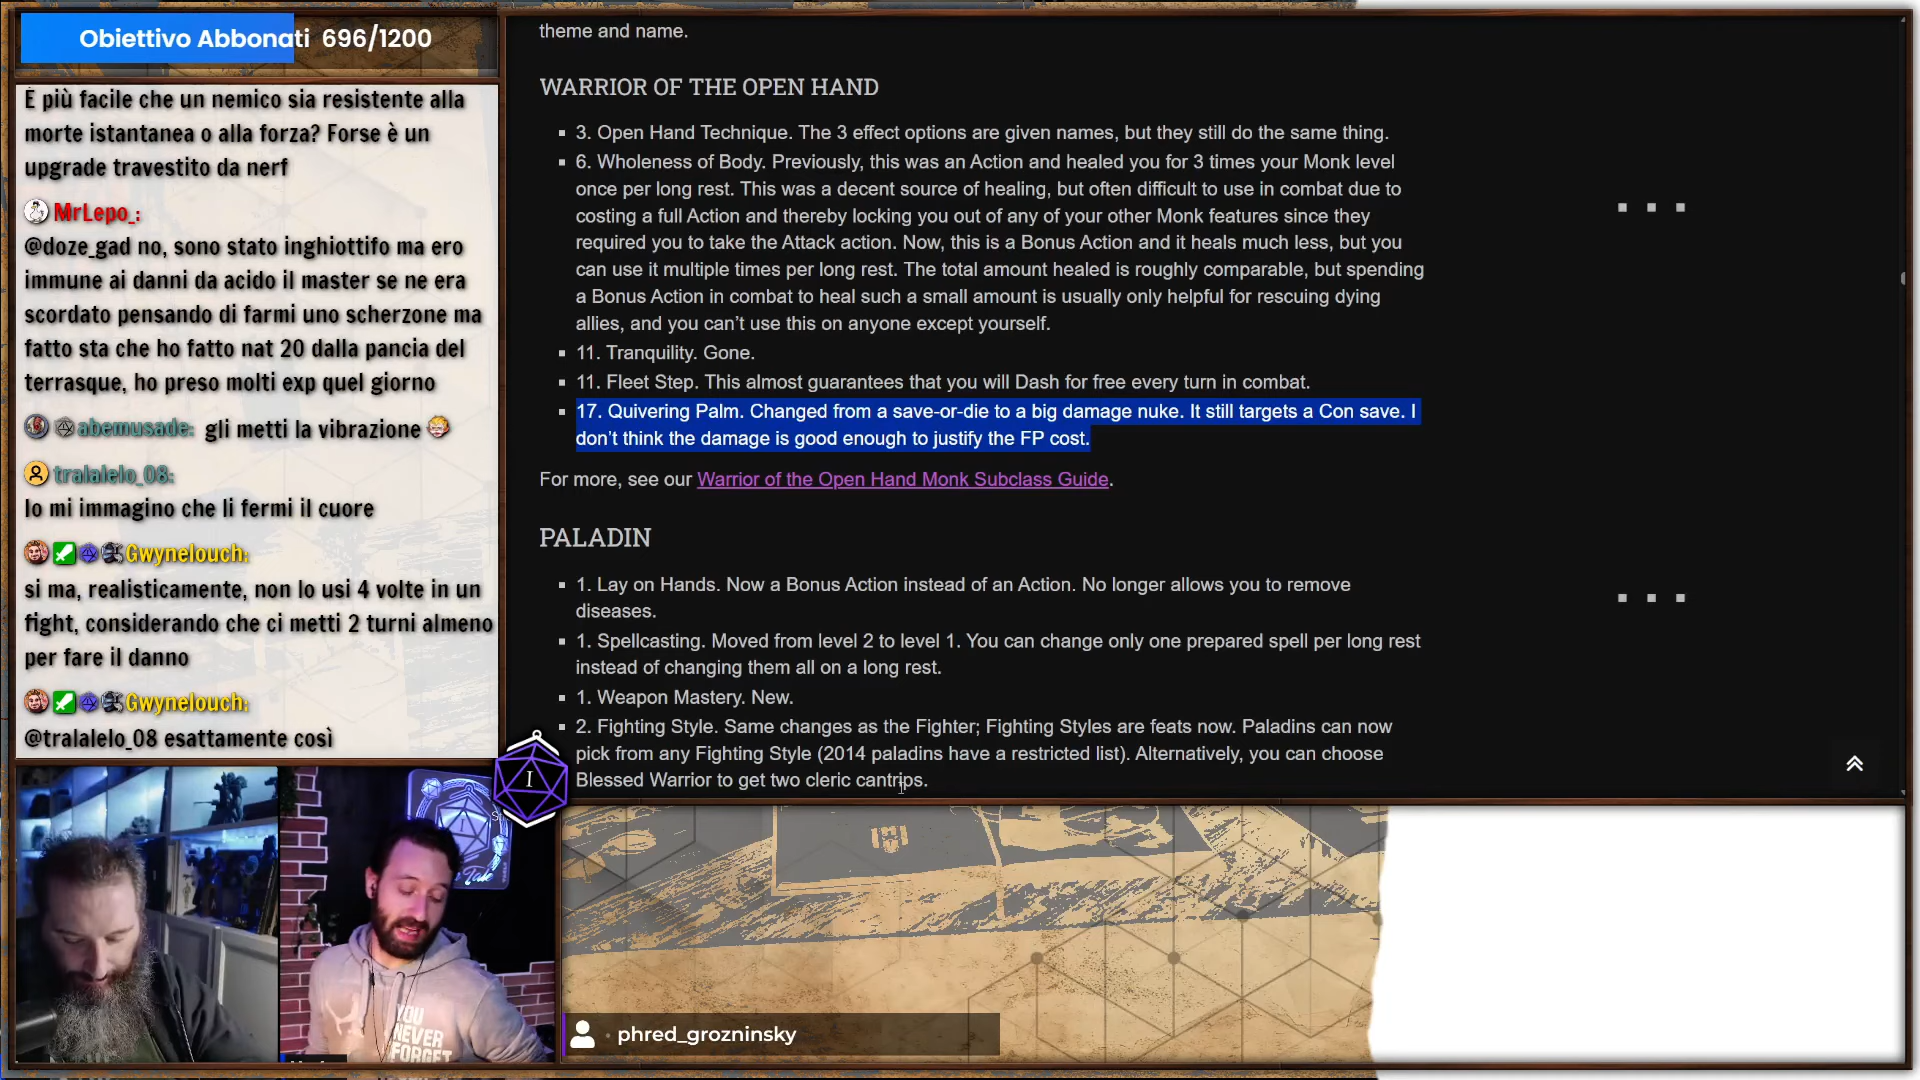 Obiettivo Abbonati 696/1200
È più facile che un nemico sia resistente alla
morte istantanea o alla forza? Forse è un
upgrade travestito da nerf
MrLepo_:
@doze_gad no, sono stato inghiottifo ma ero
immune ai danni da acido il master se ne era
scordato pensando di farmi uno scherzone ma
fatto sta che ho fatto nat 20 dalla pancia del
terrasque, ho preso molti exp quel giorno
abemusade: gli metti la vibrazione
tralalelo_08:
Io mi immagino che li fermi il cuore
Gwynelouch:
si ma, realisticamente, non lo usi 4 volte in un
fight, considerando che ci metti 2 turni almeno
per fare il danno
Gwynelouch:
@tralalelo_08 esattamente così
theme and name.
WARRIOR OF THE OPEN HAND
3. Open Hand Technique. The 3 effect options are given names, but they still do the same thing.
6. Wholeness of Body. Previously, this was an Action and healed you for 3 times your Monk level
once per long rest. This was a decent source of healing, but often difficult to use in combat due to
costing a full Action and thereby locking you out of any of your other Monk features since they
required you to take the Attack action. Now, this is a Bonus Action and it heals much less, but you
can use it multiple times per long rest. The total amount healed is roughly comparable, but spending
a Bonus Action in combat to heal such a small amount is usually only helpful for rescuing dying
allies, and you can’t use this on anyone except yourself.
11. Tranquility. Gone.
11. Fleet Step. This almost guarantees that you will Dash for free every turn in combat.
17. Quivering Palm. Changed from a save-or-die to a big damage nuke. It still targets a Con save. I
don’t think the damage is good enough to justify the FP cost.
For more, see our Warrior of the Open Hand Monk Subclass Guide.
PALADIN
1. Lay on Hands. Now a Bonus Action instead of an Action. No longer allows you to remove
diseases.
1. Spellcasting. Moved from level 2 to level 1. You can change only one prepared spell per long rest
instead of changing them all on a long rest.
1. Weapon Mastery. New.
2. Fighting Style. Same changes as the Fighter; Fighting Styles are feats now. Paladins can now
pick from any Fighting Style (2014 paladins have a restricted list). Alternatively, you can choose
Blessed Warrior to get two cleric cantrips.
I
YOU
NEVER
FORGET
phred_grozninsky